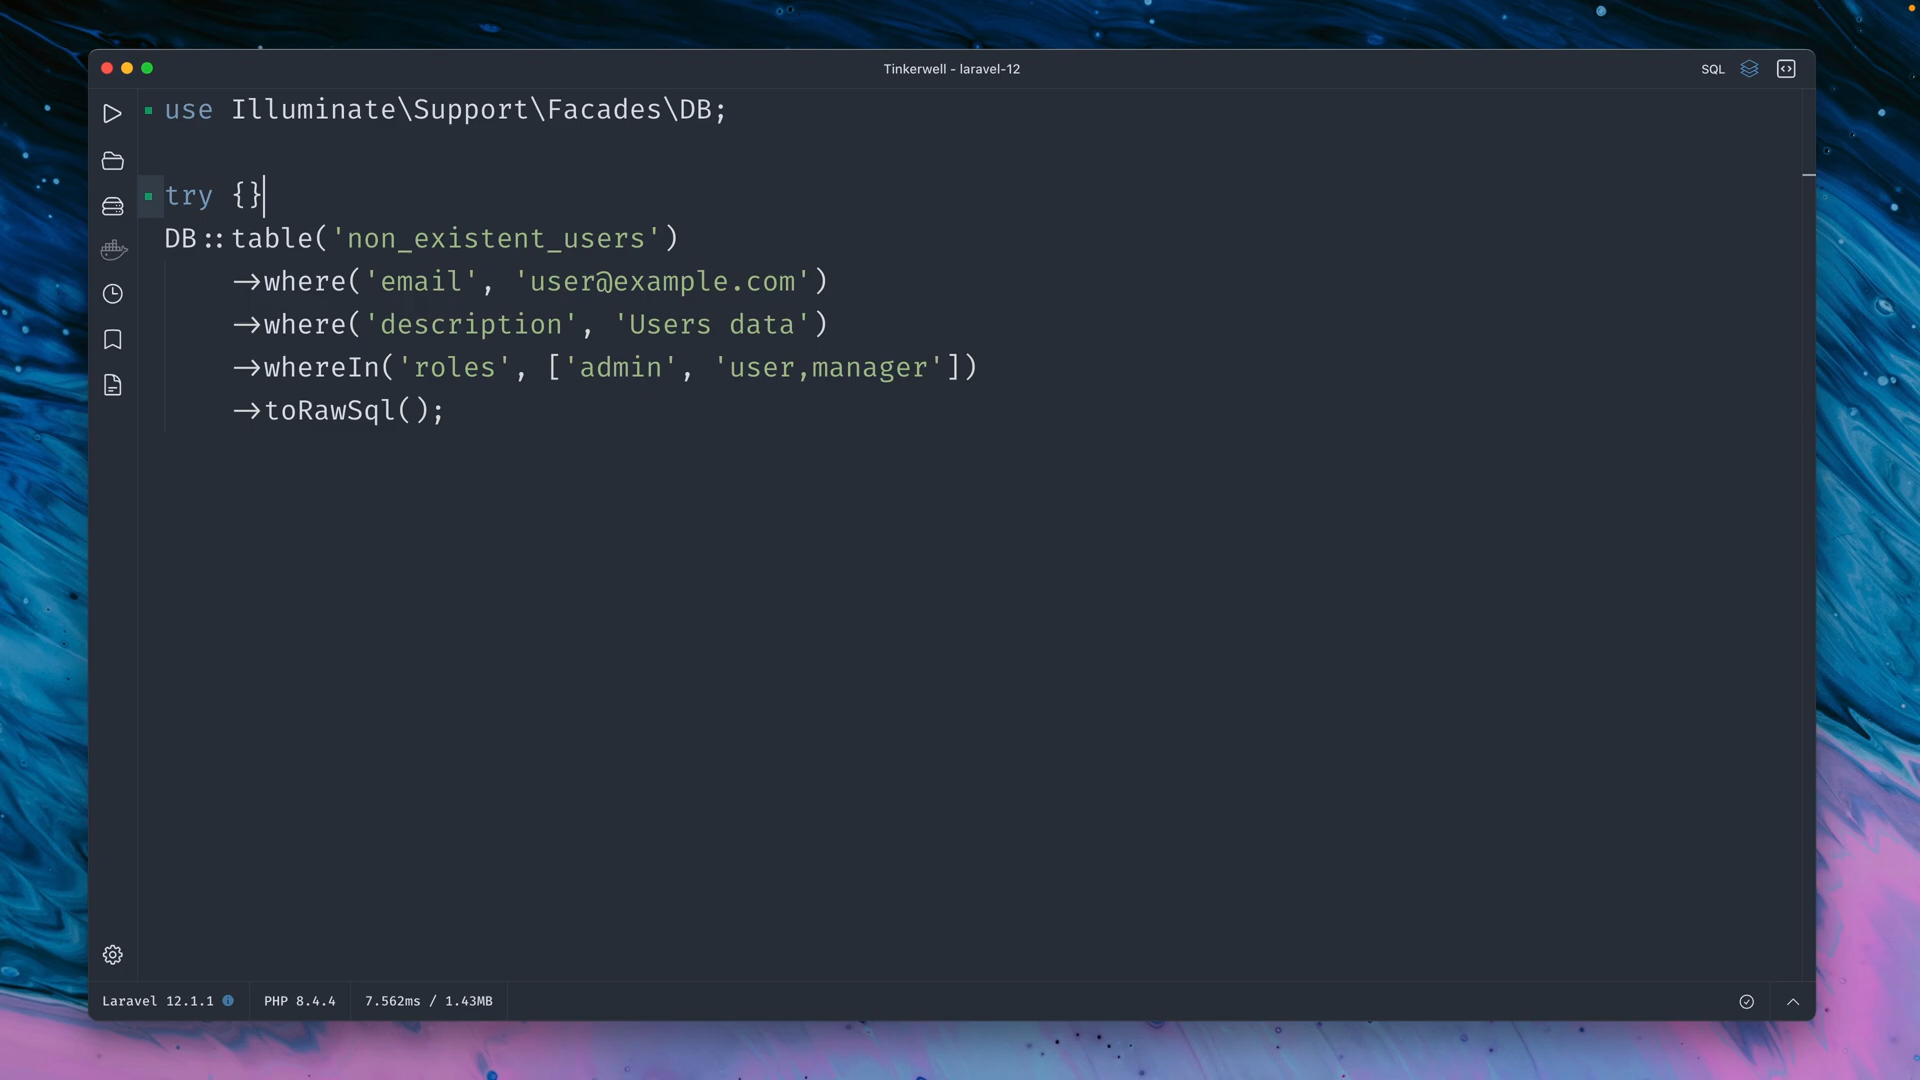 Tinkerwell - laravel-12
SQL
use Illuminate\Support\Facades\DB;
try {}
DB::table('non_existent_users')
->where('email', 'user@example.com')
->where('description', 'Users data')
->whereIn('roles', ['admin', 'user,manager'])
->toRawSql();
Laravel 12.1.1
PHP 8.4.4
7.562ms / 1.43MB